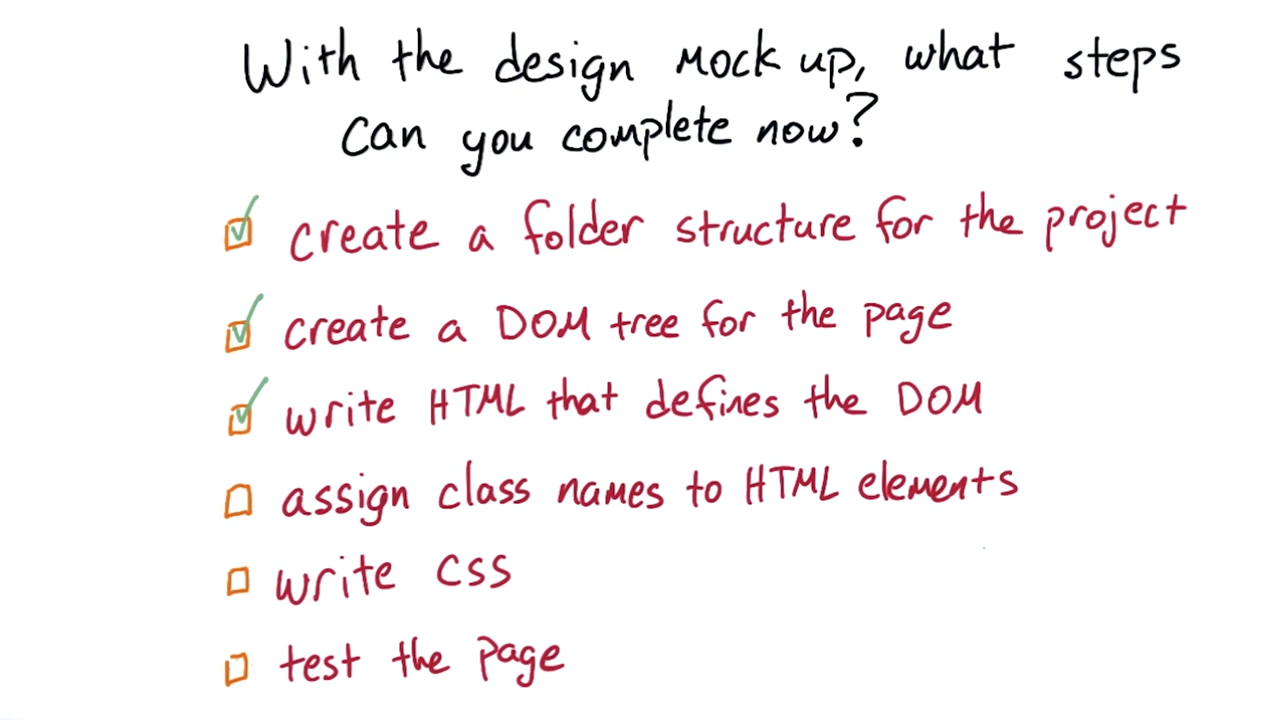 With the design mock up, what steps
can you complete now?
create a folder structure for the project
create a DOM tree for the page
write HTML that defines the DOM
assign class names to HTML elements
write css
test the page